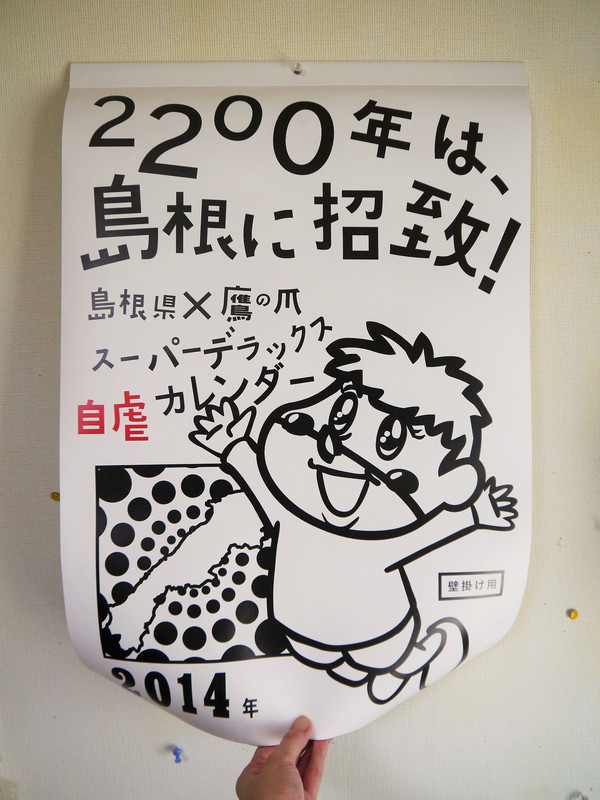 2200年は、
島根に招致!
島根県×鷹の爪
スーパーデラックス
自虐カレンダー
壁掛け用
2014年